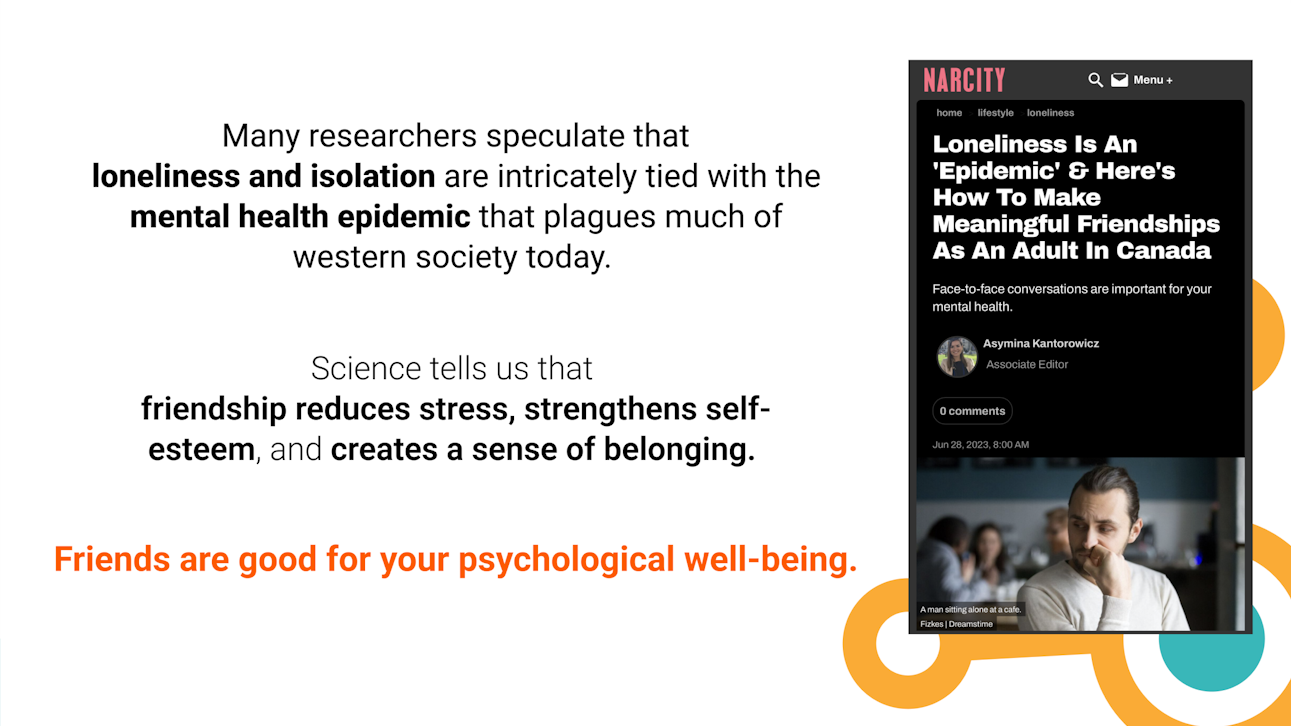 Many researchers speculate that
loneliness and isolation are intricately tied with the
mental health epidemic that plagues much of
western society today.
Science tells us that
friendship reduces stress, strengthens self-
esteem, and creates a sense of belonging.
Friends are good for your psychological well-being.
NARCITY
Menu +
home lifestyle loneliness
Loneliness Is An
'Epidemic' & Here's
How To Make
Meaningful Friendships
As An Adult In Canada
Face-to-face conversations are important for your
mental health.
Asymina Kantorowicz
Associate Editor
0 comments
Jun 28, 2023, 8:00 AM
A man sitting alone at a cafe.
Fizkes | Dreamstime